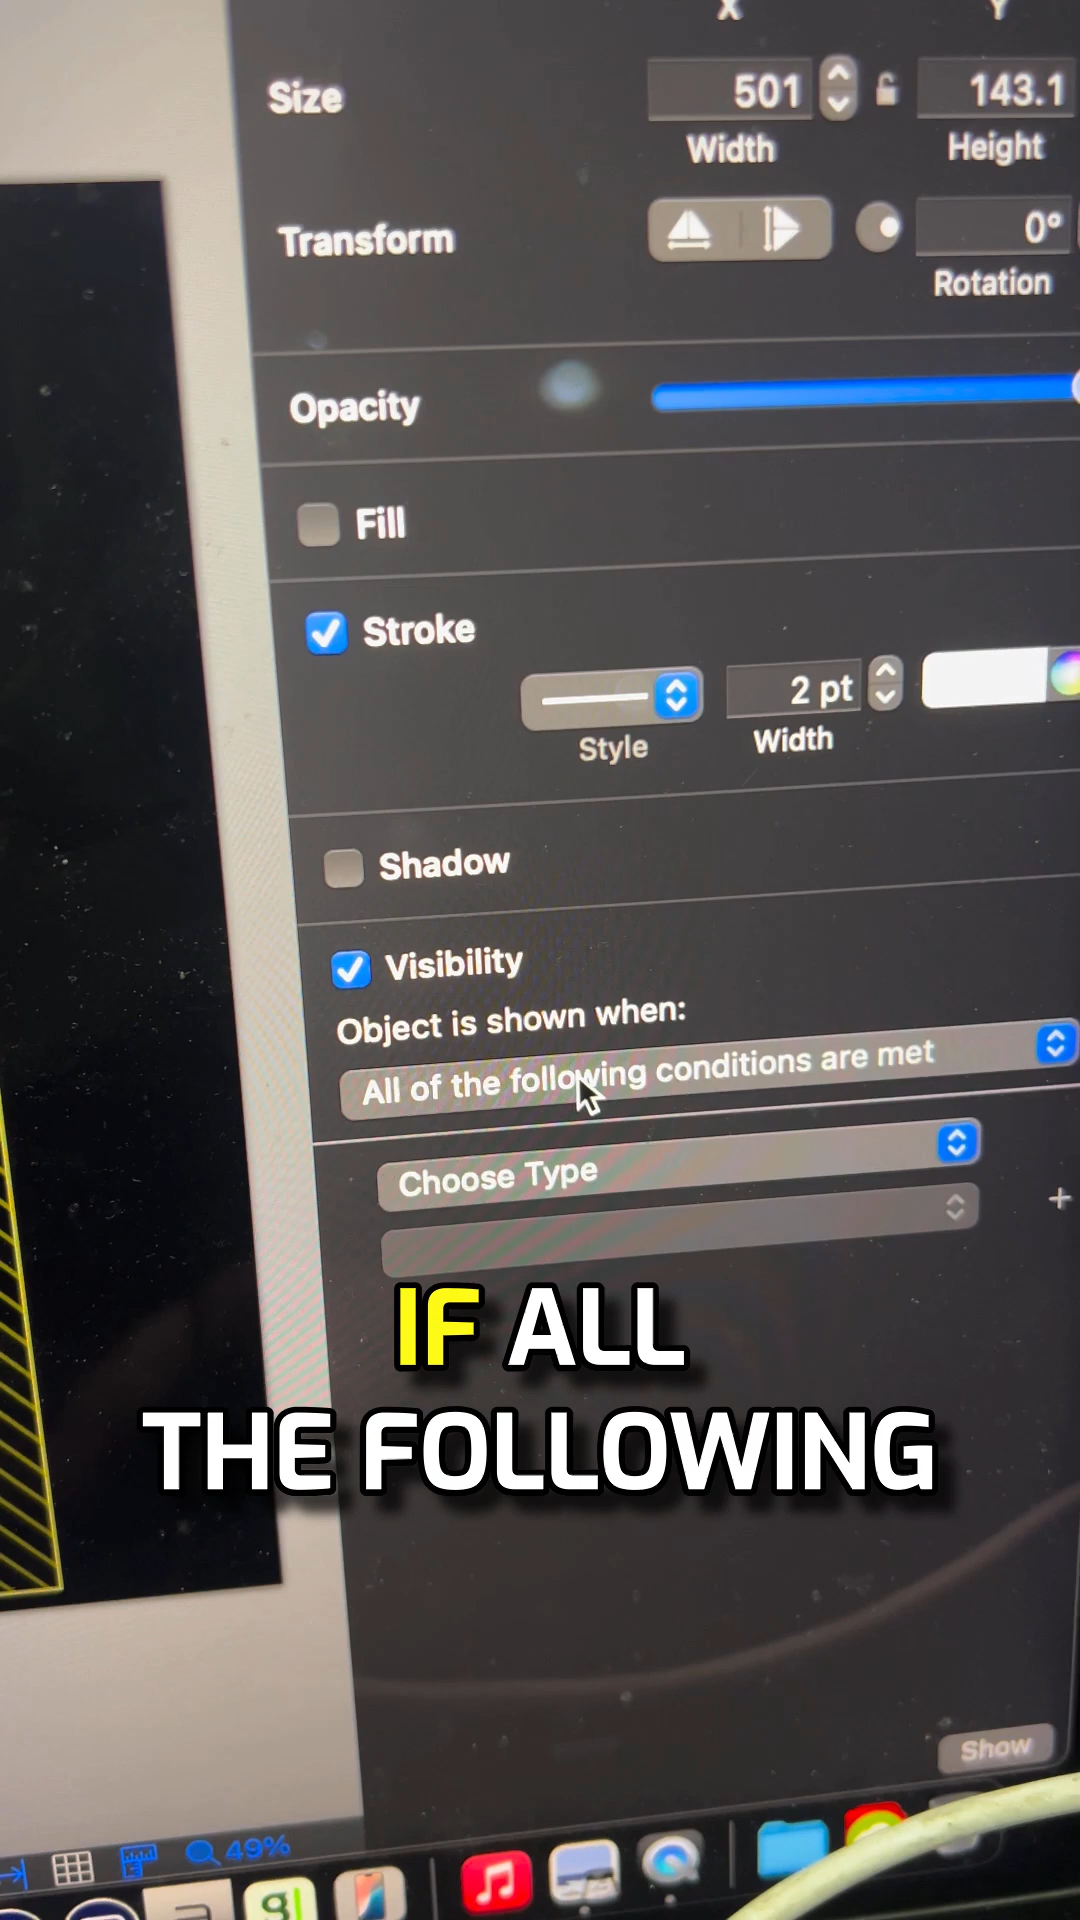 X Y
Size 501 143.1
Width Height
Transform 0°
Rotation
Opacity
Fill
Stroke
2 pt
Style Width
Shadow
Visibility
Object is shown when:
All of the following conditions are met
Choose Type
+
IF ALL
THE FOLLOWING
Show
49%
g